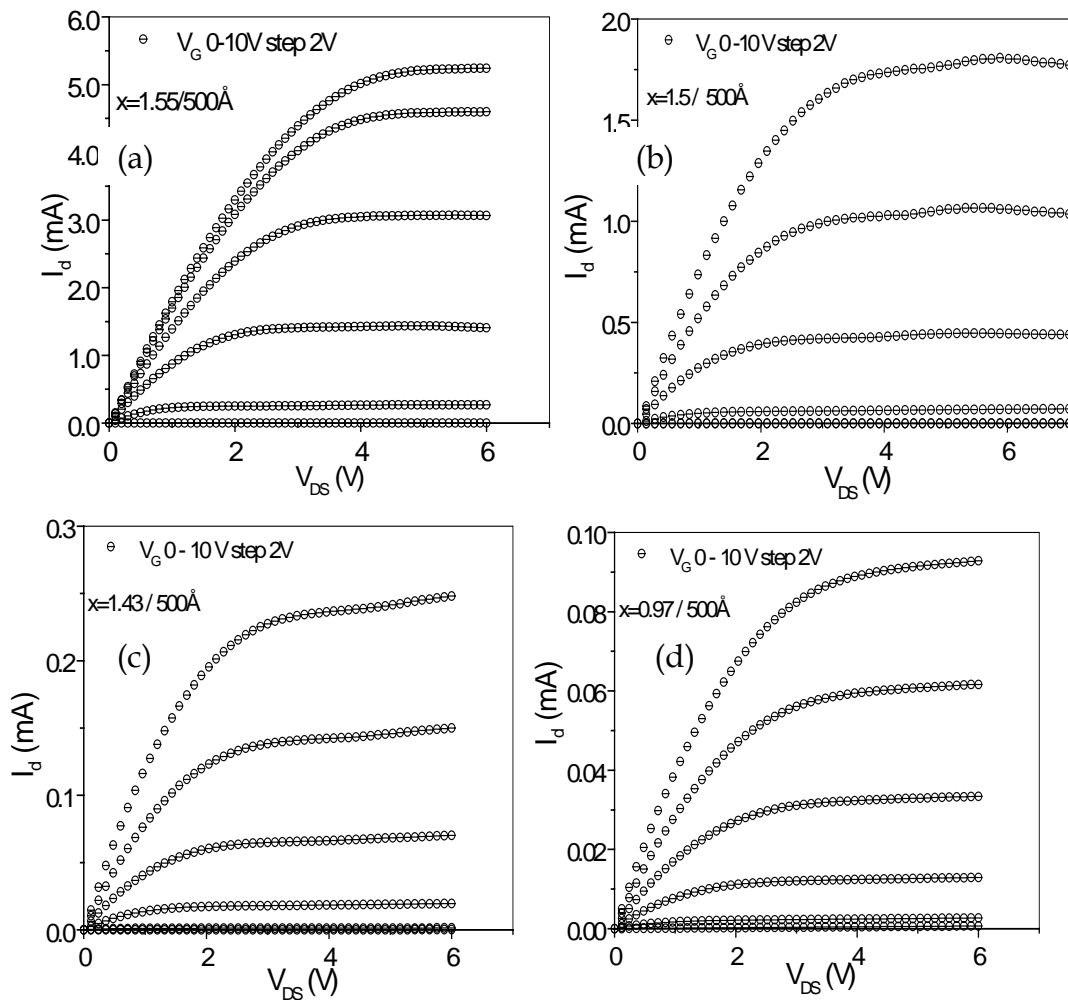 6.0
5.0
4.0
3.0
2.0
1.0
0.0
I_d (mA)
V_G 0-10V step 2V
x=1.55/500Å
(a)
0 2 4 6
V_DS (V)
2.0
1.5
1.0
0.5
0.0
I_d (mA)
V_G 0-10V step 2V
x=1.5/ 500Å
(b)
0 2 4 6
V_DS (V)
0.3
0.2
0.1
0.0
I_d (mA)
V_G 0 - 10 V step 2V
x=1.43 / 500Å
(c)
0 2 4 6
V_DS (V)
0.10
0.08
0.06
0.04
0.02
0.00
I_d (mA)
V_G 0 - 10 V step 2V
x=0.97 / 500Å
(d)
0 2 4 6
V_DS (V)